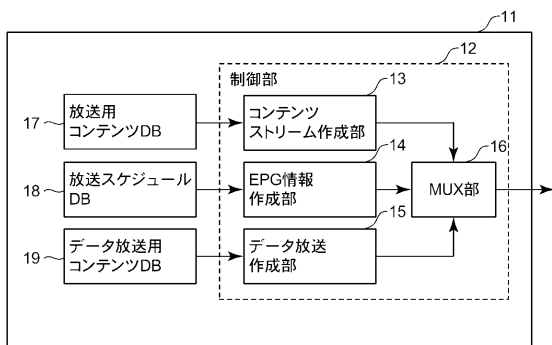 11
12
制御部
13
17
放送用
コンテンツDB
コンテンツ
ストリーム作成部
14
16
18
放送スケジュール
DB
EPG情報
作成部
MUX部
15
19
データ放送用
コンテンツDB
データ放送
作成部